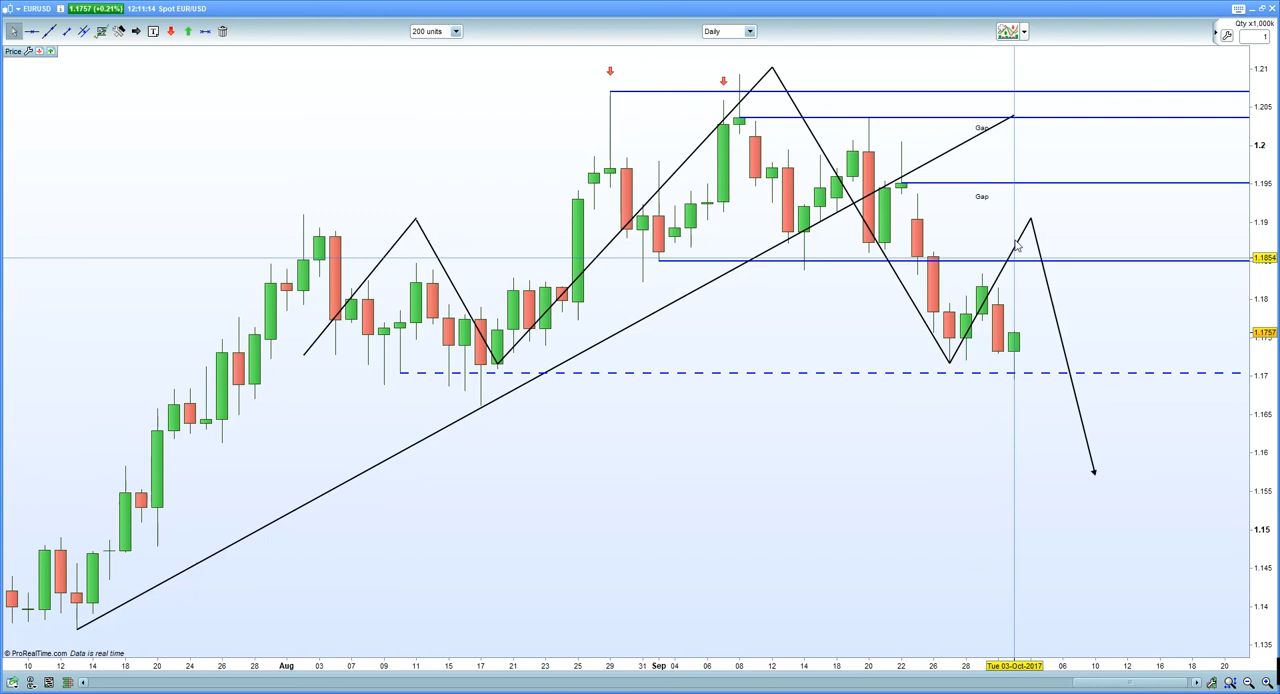 EURUSD 1.1757 (+0.21%) 12:11:14 Spot EUR/USD
200 units Daily Qty x1,000k
1
Price
1.21
1.205
Gap
1.2
1.195
Gap
1.19
1.1854
1.18
1.1757
1.17
1.165
1.16
1.155
1.15
1.145
1.14
1.135
© ProRealTime.com Data is real time
10 12 14 18 20 24 26 28 Aug 03 07 09 11 15 17 21 23 25 29 31 Sep 04 06 08 12 14 18 20 22 26 28 Tue 03-Oct-2017 06 10 12 16 18 20